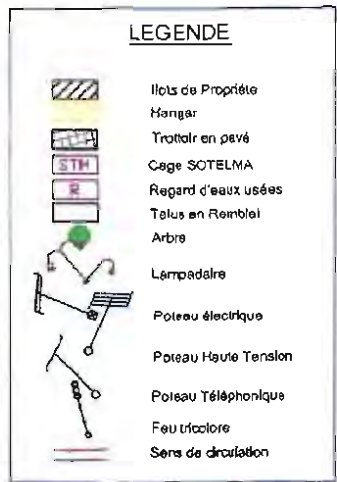 LEGENDE
Ilots de Propriéte
Hangar
Trottoir en pavé
STM Cage SOTELMA
R Regard d'eaux usées
Talus en Remblai
Arbre
Lampadaire
Poteau électrique
Poteau Haute Tension
Poteau Téléphonique
Feu tricolore
Sens de circulation